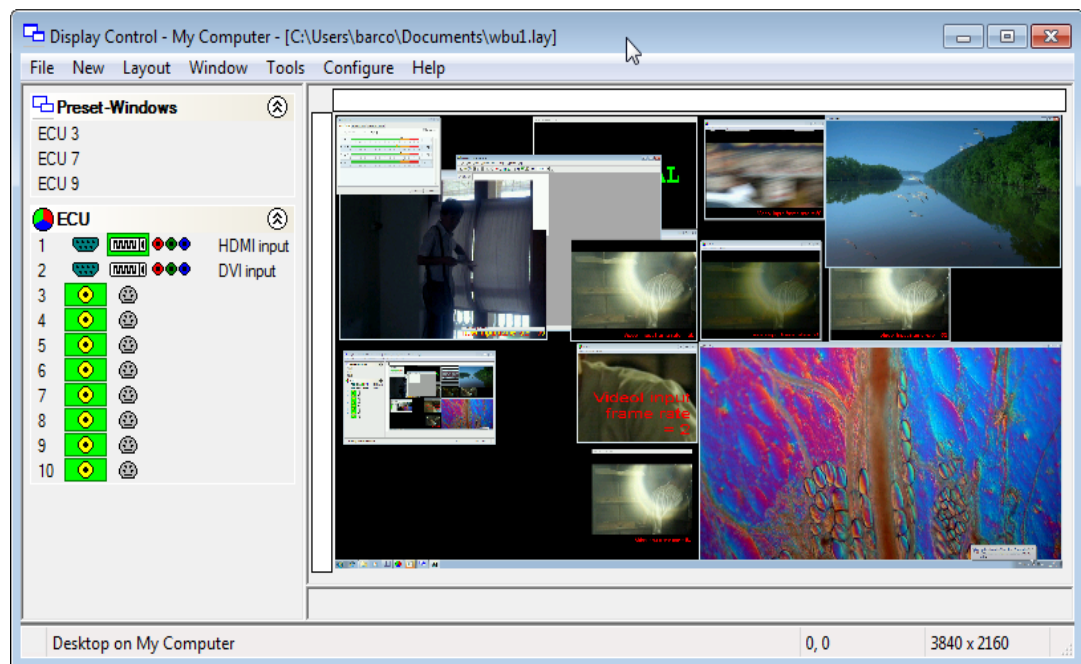 Display Control - My Computer - [C:\Users\barco\Documents\wbu1.lay]
File New Layout Window Tools Configure Help
Preset-Windows
ECU 3
ECU 7
ECU 9
ECU
1 HDMI input
2 DVI input
3
4
5
6
7
8
9
10
AL
Video1 input
frame rate
Desktop on My Computer
0, 0
3840 x 2160